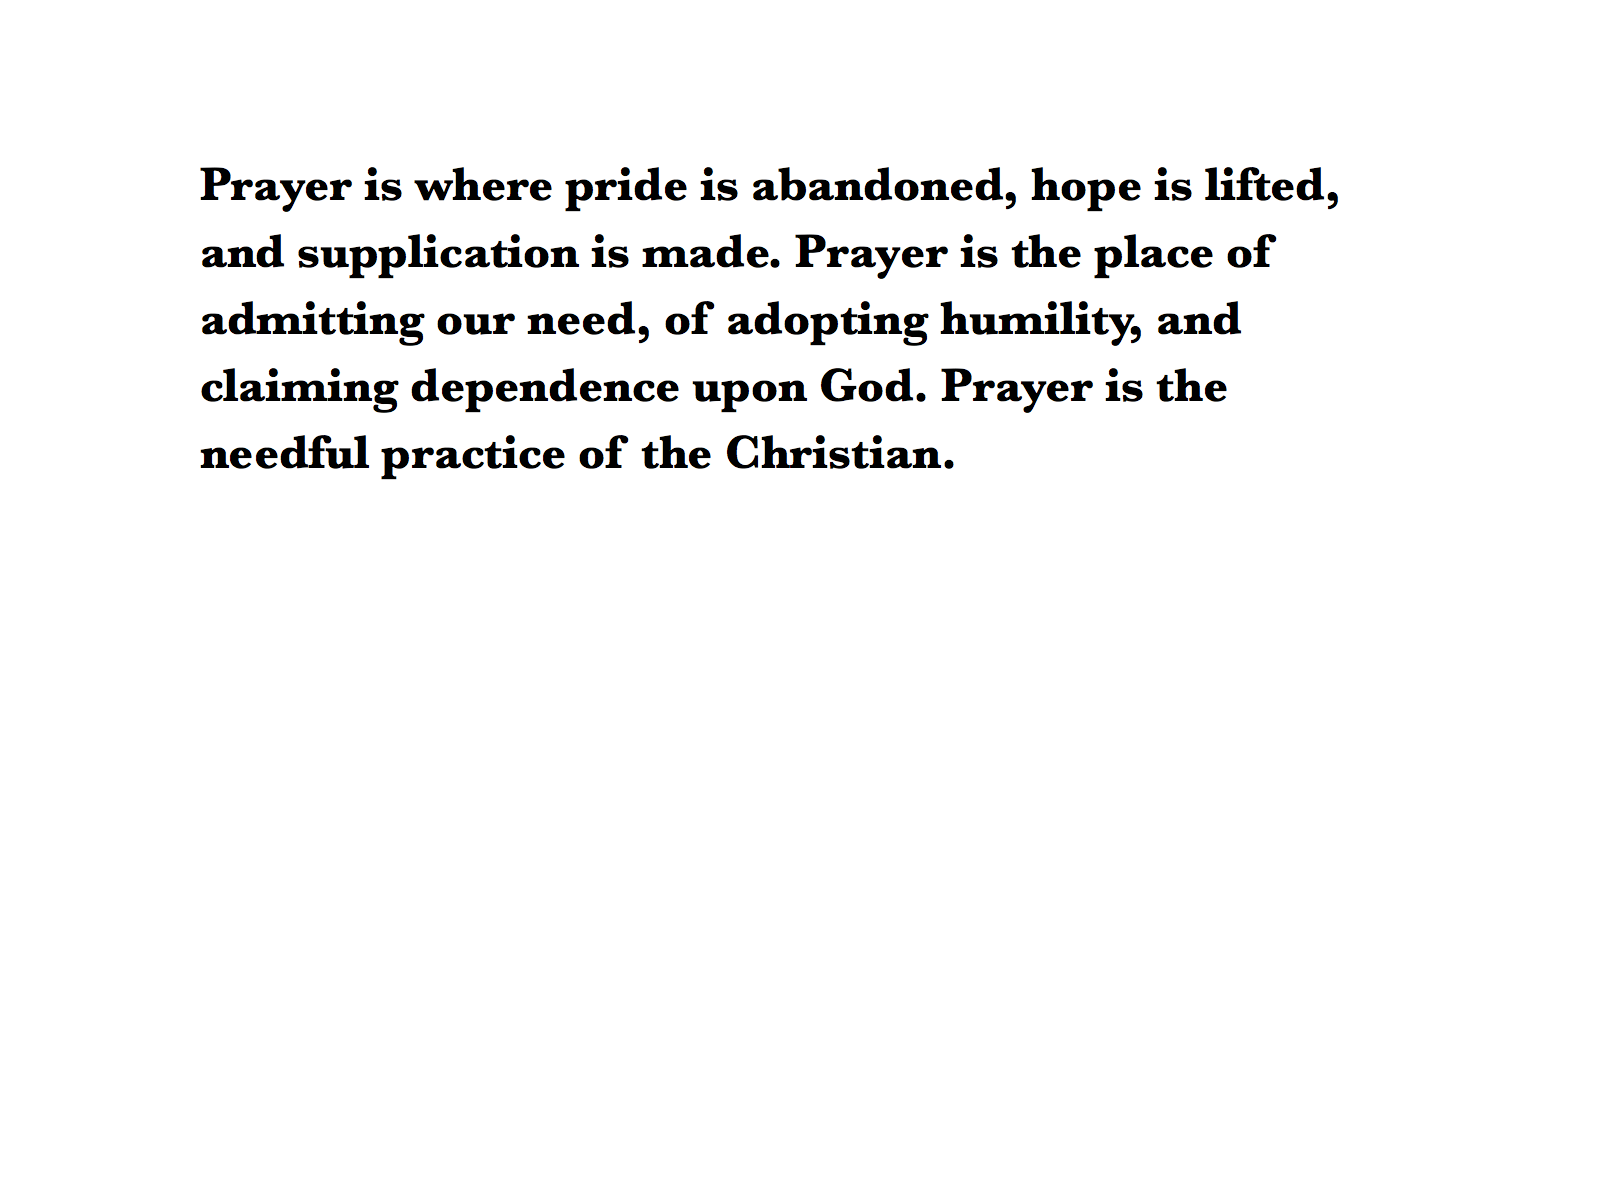 Prayer is where pride is abandoned, hope is lifted,
and supplication is made. Prayer is the place of
admitting our need, of adopting humility, and
claiming dependence upon God. Prayer is the
needful practice of the Christian.